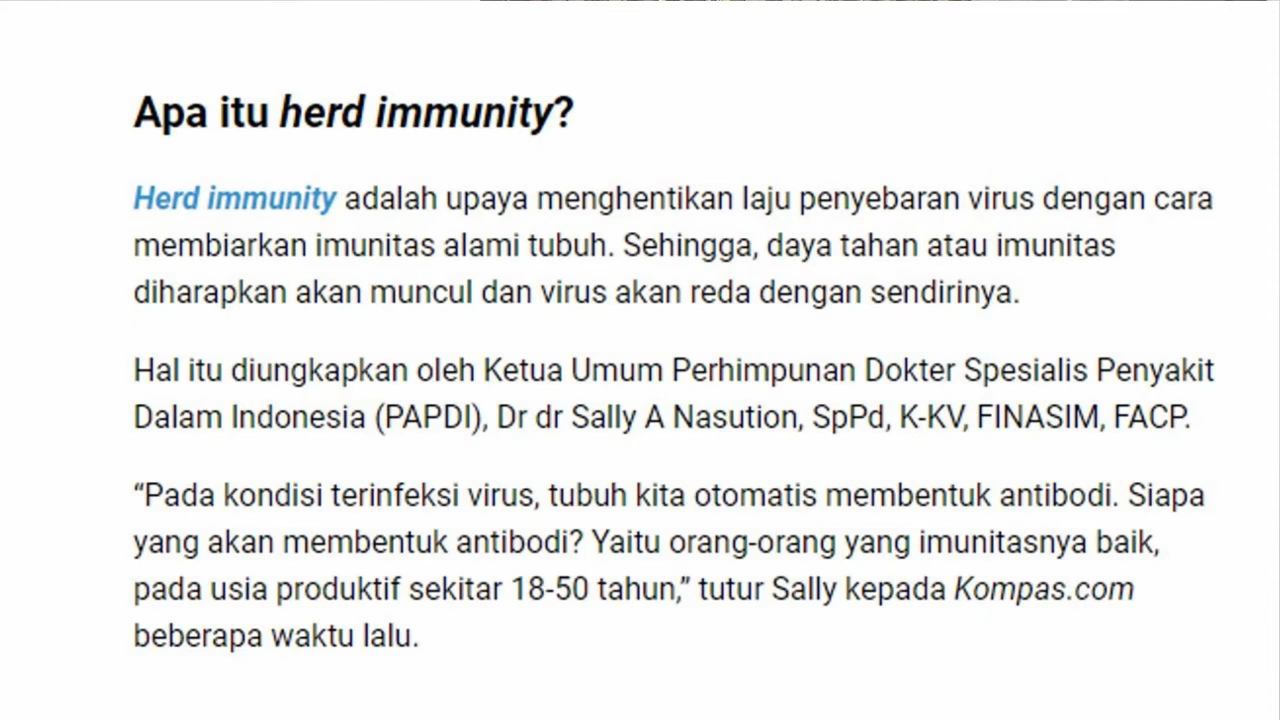 Apa itu herd immunity?
Herd immunity adalah upaya menghentikan laju penyebaran virus dengan cara
membiarkan imunitas alami tubuh. Sehingga, daya tahan atau imunitas
diharapkan akan muncul dan virus akan reda dengan sendirinya.
Hal itu diungkapkan oleh Ketua Umum Perhimpunan Dokter Spesialis Penyakit
Dalam Indonesia (PAPDI), Dr dr Sally A Nasution, SpPd, K-KV, FINASIM, FACP.
“Pada kondisi terinfeksi virus, tubuh kita otomatis membentuk antibodi. Siapa
yang akan membentuk antibodi? Yaitu orang-orang yang imunitasnya baik,
pada usia produktif sekitar 18-50 tahun,” tutur Sally kepada Kompas.com
beberapa waktu lalu.